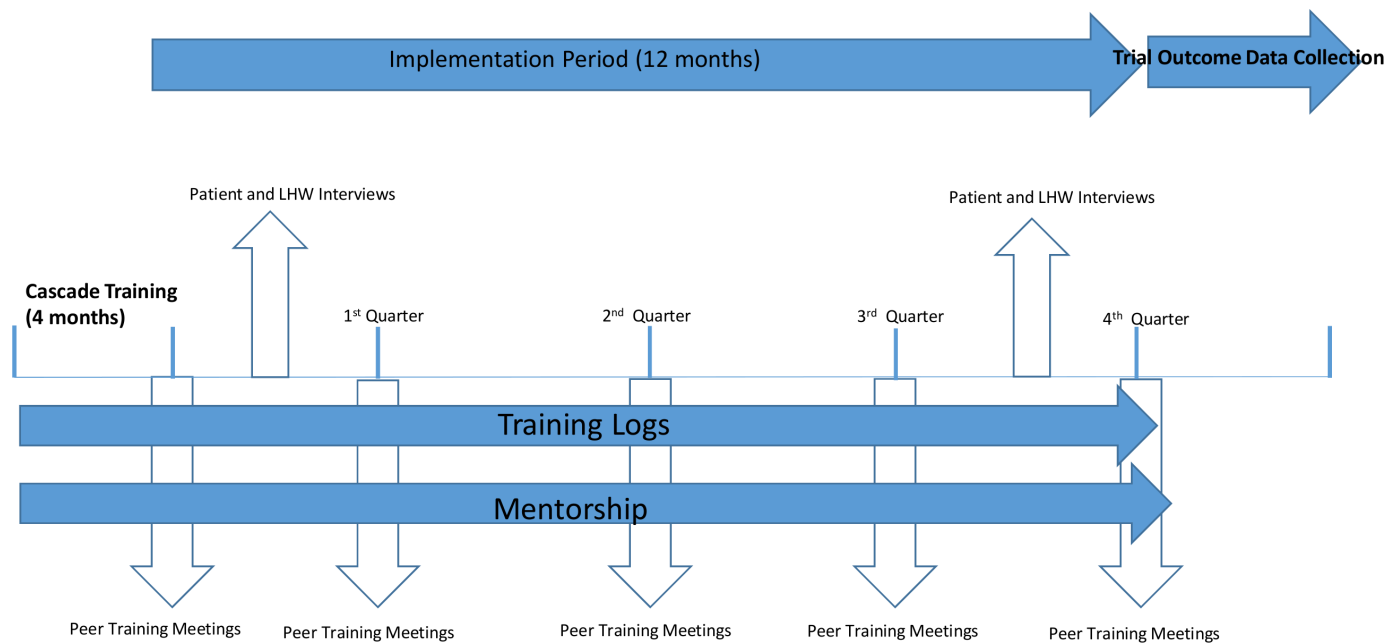 Implementation Period (12 months)
Trial Outcome Data Collection
Patient and LHW Interviews
Patient and LHW Interviews
Cascade Training
(4 months)
1st Quarter
2nd Quarter
3rd Quarter
4th Quarter
Training Logs
Mentorship
Peer Training Meetings
Peer Training Meetings
Peer Training Meetings
Peer Training Meetings
Peer Training Meetings